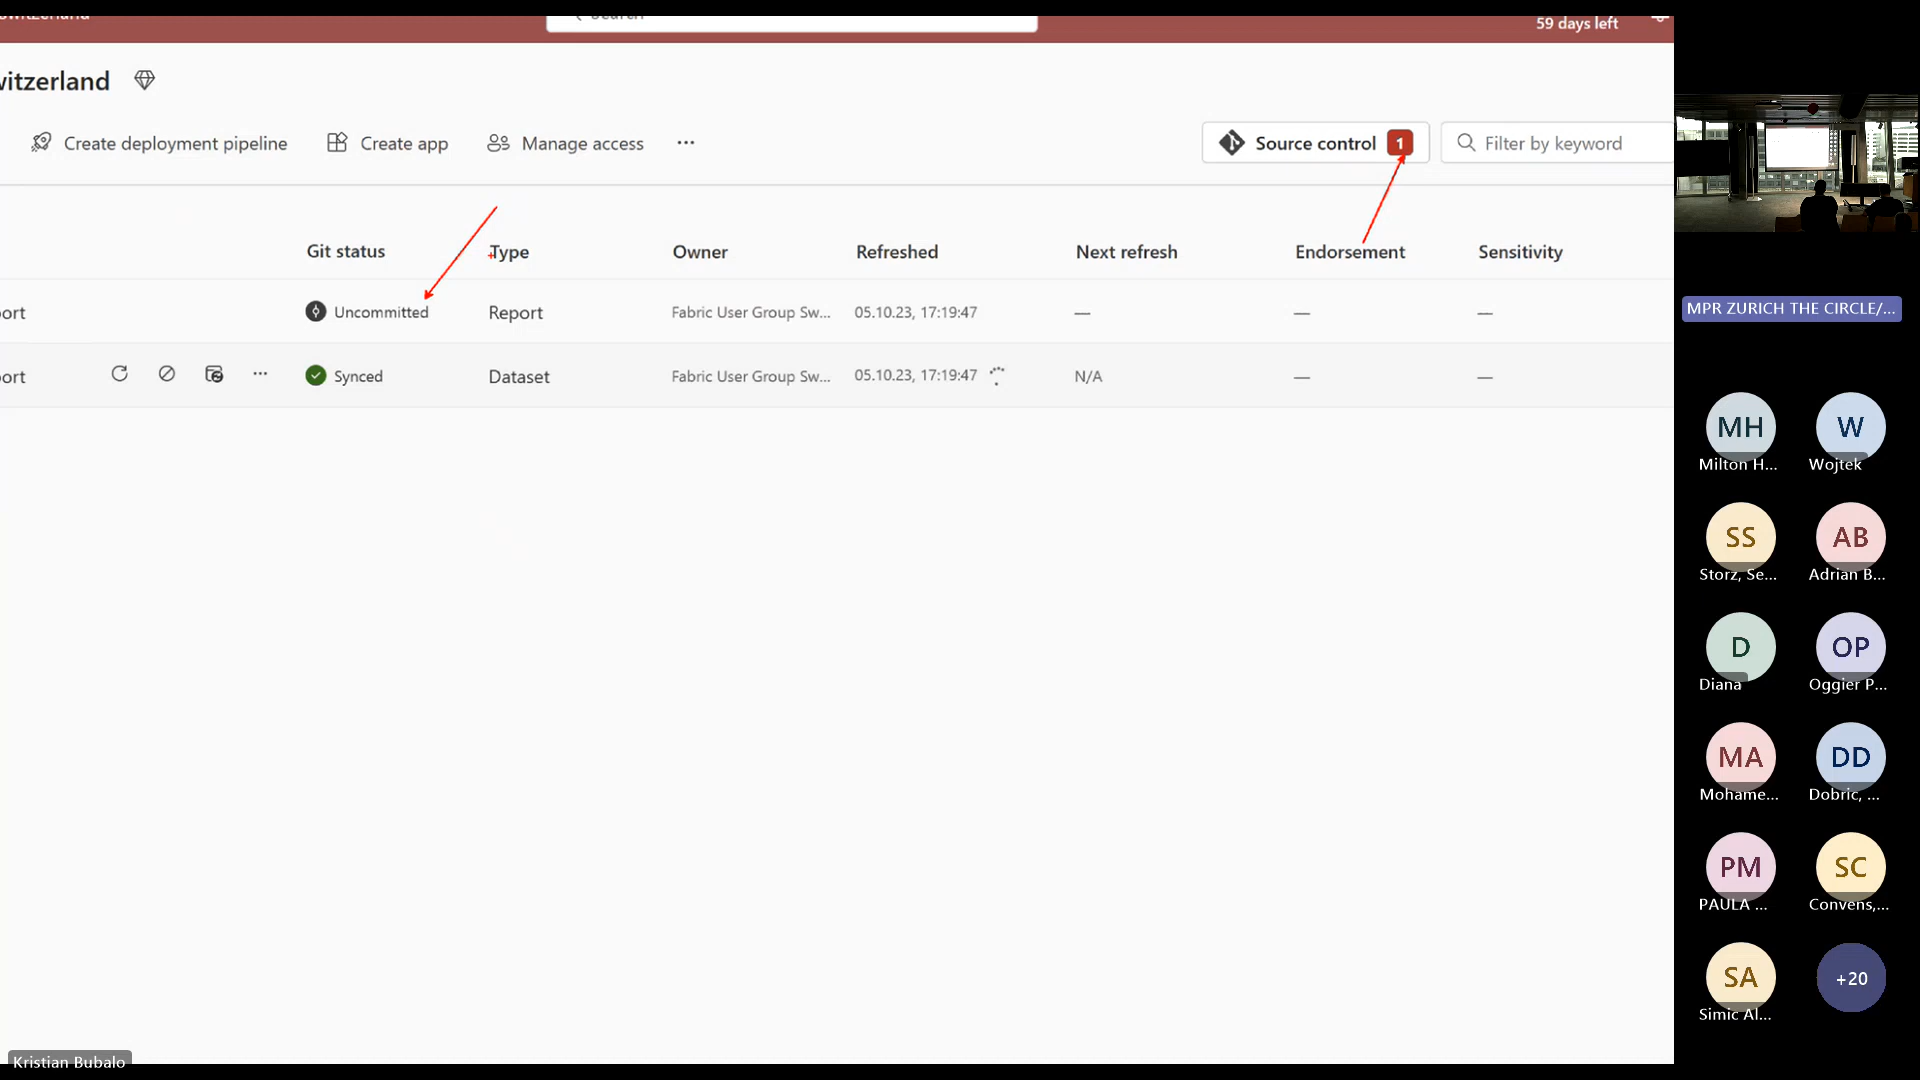 59 days left
witzerland
Create deployment pipeline Create app Manage access ...
Source control 1 Filter by keyword
Git status Type Owner Refreshed Next refresh Endorsement Sensitivity
ort Uncommitted Report Fabric User Group Sw... 05.10.23, 17:19:47 — — —
ort ... Synced Dataset Fabric User Group Sw... 05.10.23, 17:19:47 N/A — —
MPR ZURICH THE CIRCLE/...
MH W
Milton H... Wojtek
SS AB
Storz, Se... Adrian B...
D OP
Diana Oggier P...
MA DD
Mohame... Dobric, ...
PM SC
PAULA ... Convens,...
SA +20
Simic Al...
Kristian Bubalo